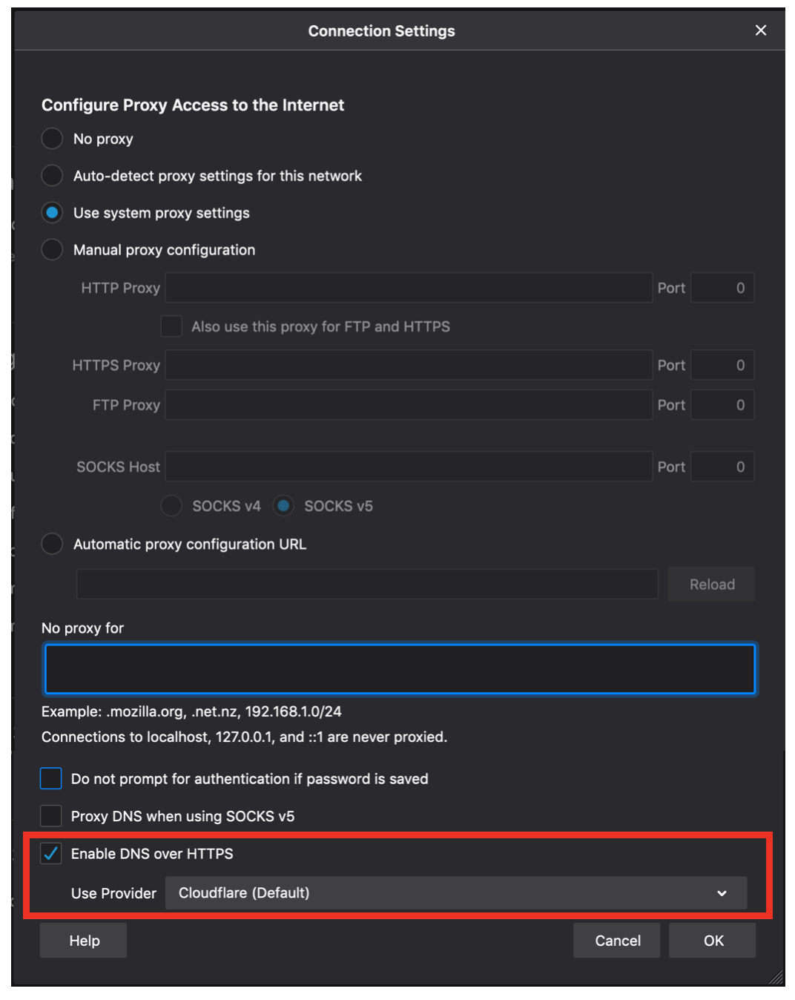 Connection Settings
Configure Proxy Access to the Internet
No proxy
Auto-detect proxy settings for this network
Use system proxy settings
Manual proxy configuration
HTTP Proxy Port 0
Also use this proxy for FTP and HTTPS
HTTPS Proxy Port 0
FTP Proxy Port 0
SOCKS Host Port 0
SOCKS v4 SOCKS v5
Automatic proxy configuration URL
Reload
No proxy for
Example: .mozilla.org, .net.nz, 192.168.1.0/24
Connections to localhost, 127.0.0.1, and ::1 are never proxied.
Do not prompt for authentication if password is saved
Proxy DNS when using SOCKS v5
Enable DNS over HTTPS
Use Provider Cloudflare (Default)
Help Cancel OK